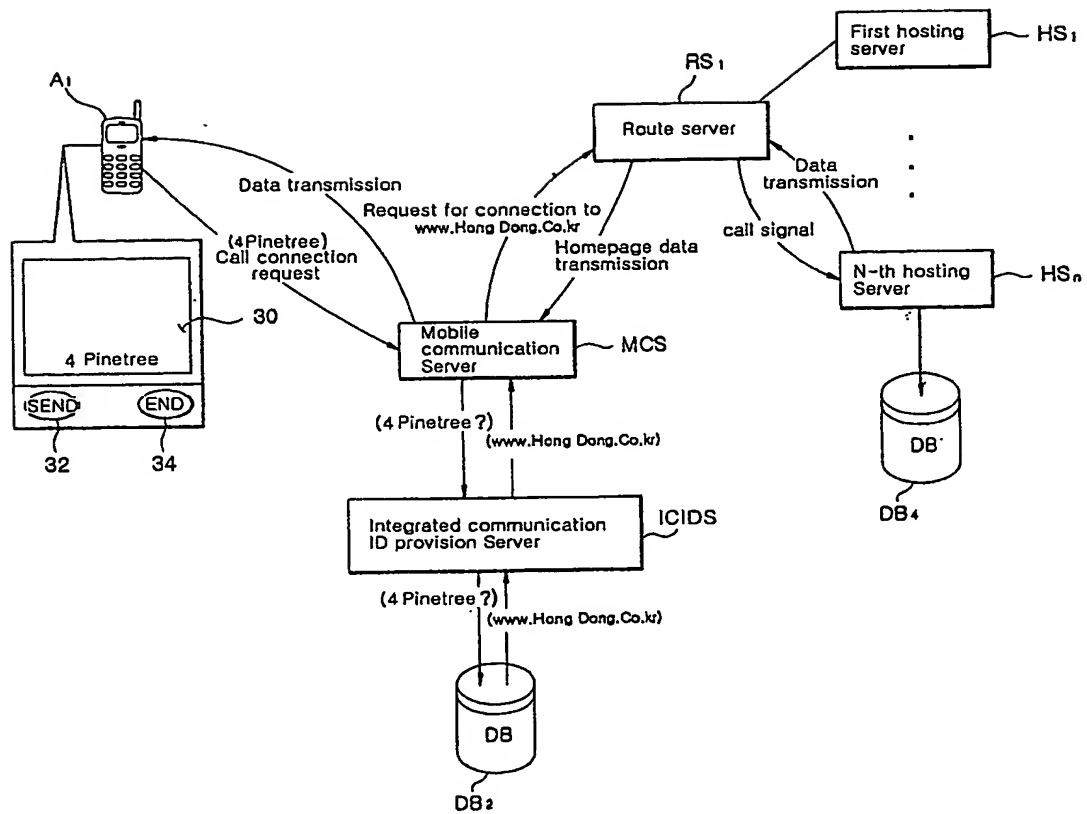 First hosting
server
HS1
RS1
A1
Route server
Data transmission
Data
transmission
Request for connection to
www.Hong Dong.Co.kr
(4Pinetree)
Call connection
request
Homepage data
transmission
call signal
N-th hosting
Server
HSn
30
4 Pinetree
Mobile
communication
Server
MCS
SEND
END
32
34
(4 Pinetree?)
(www.Hong Dong.Co.kr)
DB
DB4
Integrated communication
ID provision Server
ICIDS
(4 Pinetree?)
(www.Hong Dong.Co.kr)
DB
DB2